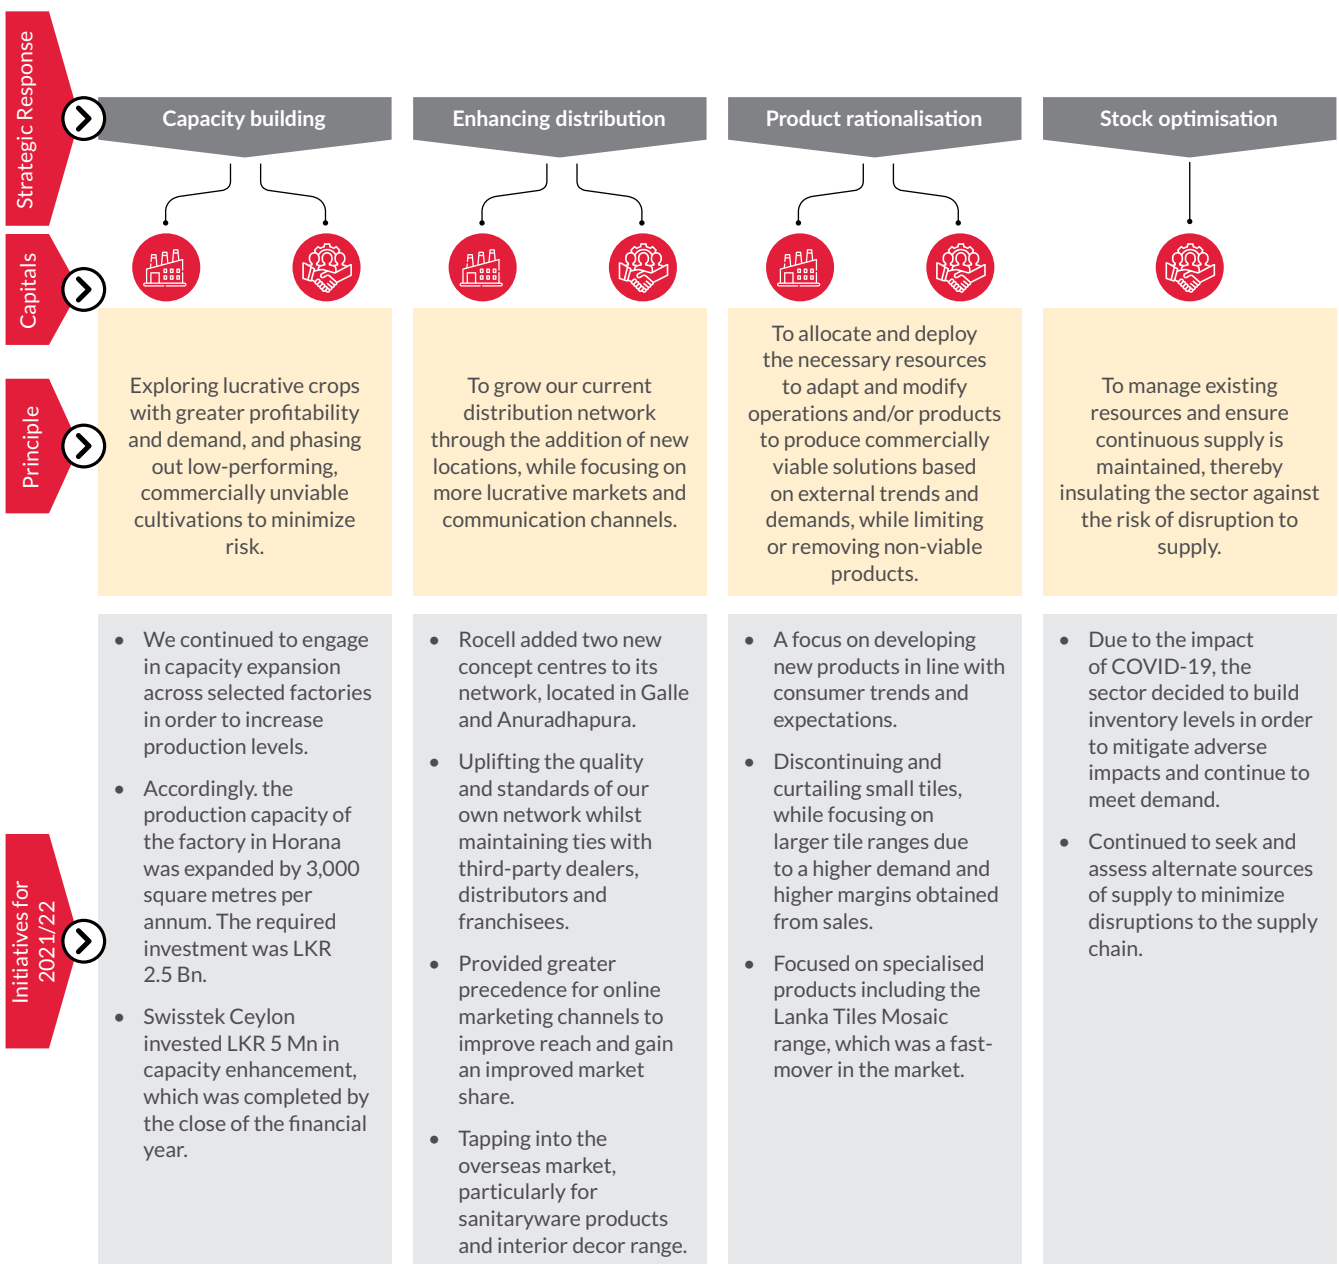 Strategic Response
Capacity building
Enhancing distribution
Product rationalisation
Stock optimisation
Capitals
Principle
Exploring lucrative crops
with greater profitability
and demand, and phasing
out low-performing,
commercially unviable
cultivations to minimize
risk.
To grow our current
distribution network
through the addition of new
locations, while focusing on
more lucrative markets and
communication channels.
To allocate and deploy
the necessary resources
to adapt and modify
operations and/or products
to produce commercially
viable solutions based
on external trends and
demands, while limiting
or removing non-viable
products.
To manage existing
resources and ensure
continuous supply is
maintained, thereby
insulating the sector against
the risk of disruption to
supply.
Initiatives for
2021/22
• We continued to engage
in capacity expansion
across selected factories
in order to increase
production levels.
• Accordingly. the
production capacity of
the factory in Horana
was expanded by 3,000
square metres per
annum. The required
investment was LKR
2.5 Bn.
• Swisstek Ceylon
invested LKR 5 Mn in
capacity enhancement,
which was completed by
the close of the financial
year.
• Rocell added two new
concept centres to its
network, located in Galle
and Anuradhapura.
• Uplifting the quality
and standards of our
own network whilst
maintaining ties with
third-party dealers,
distributors and
franchisees.
• Provided greater
precedence for online
marketing channels to
improve reach and gain
an improved market
share.
• Tapping into the
overseas market,
particularly for
sanitaryware products
and interior decor range.
• A focus on developing
new products in line with
consumer trends and
expectations.
• Discontinuing and
curtailing small tiles,
while focusing on
larger tile ranges due
to a higher demand and
higher margins obtained
from sales.
• Focused on specialised
products including the
Lanka Tiles Mosaic
range, which was a fast-
mover in the market.
• Due to the impact
of COVID-19, the
sector decided to build
inventory levels in order
to mitigate adverse
impacts and continue to
meet demand.
• Continued to seek and
assess alternate sources
of supply to minimize
disruptions to the supply
chain.